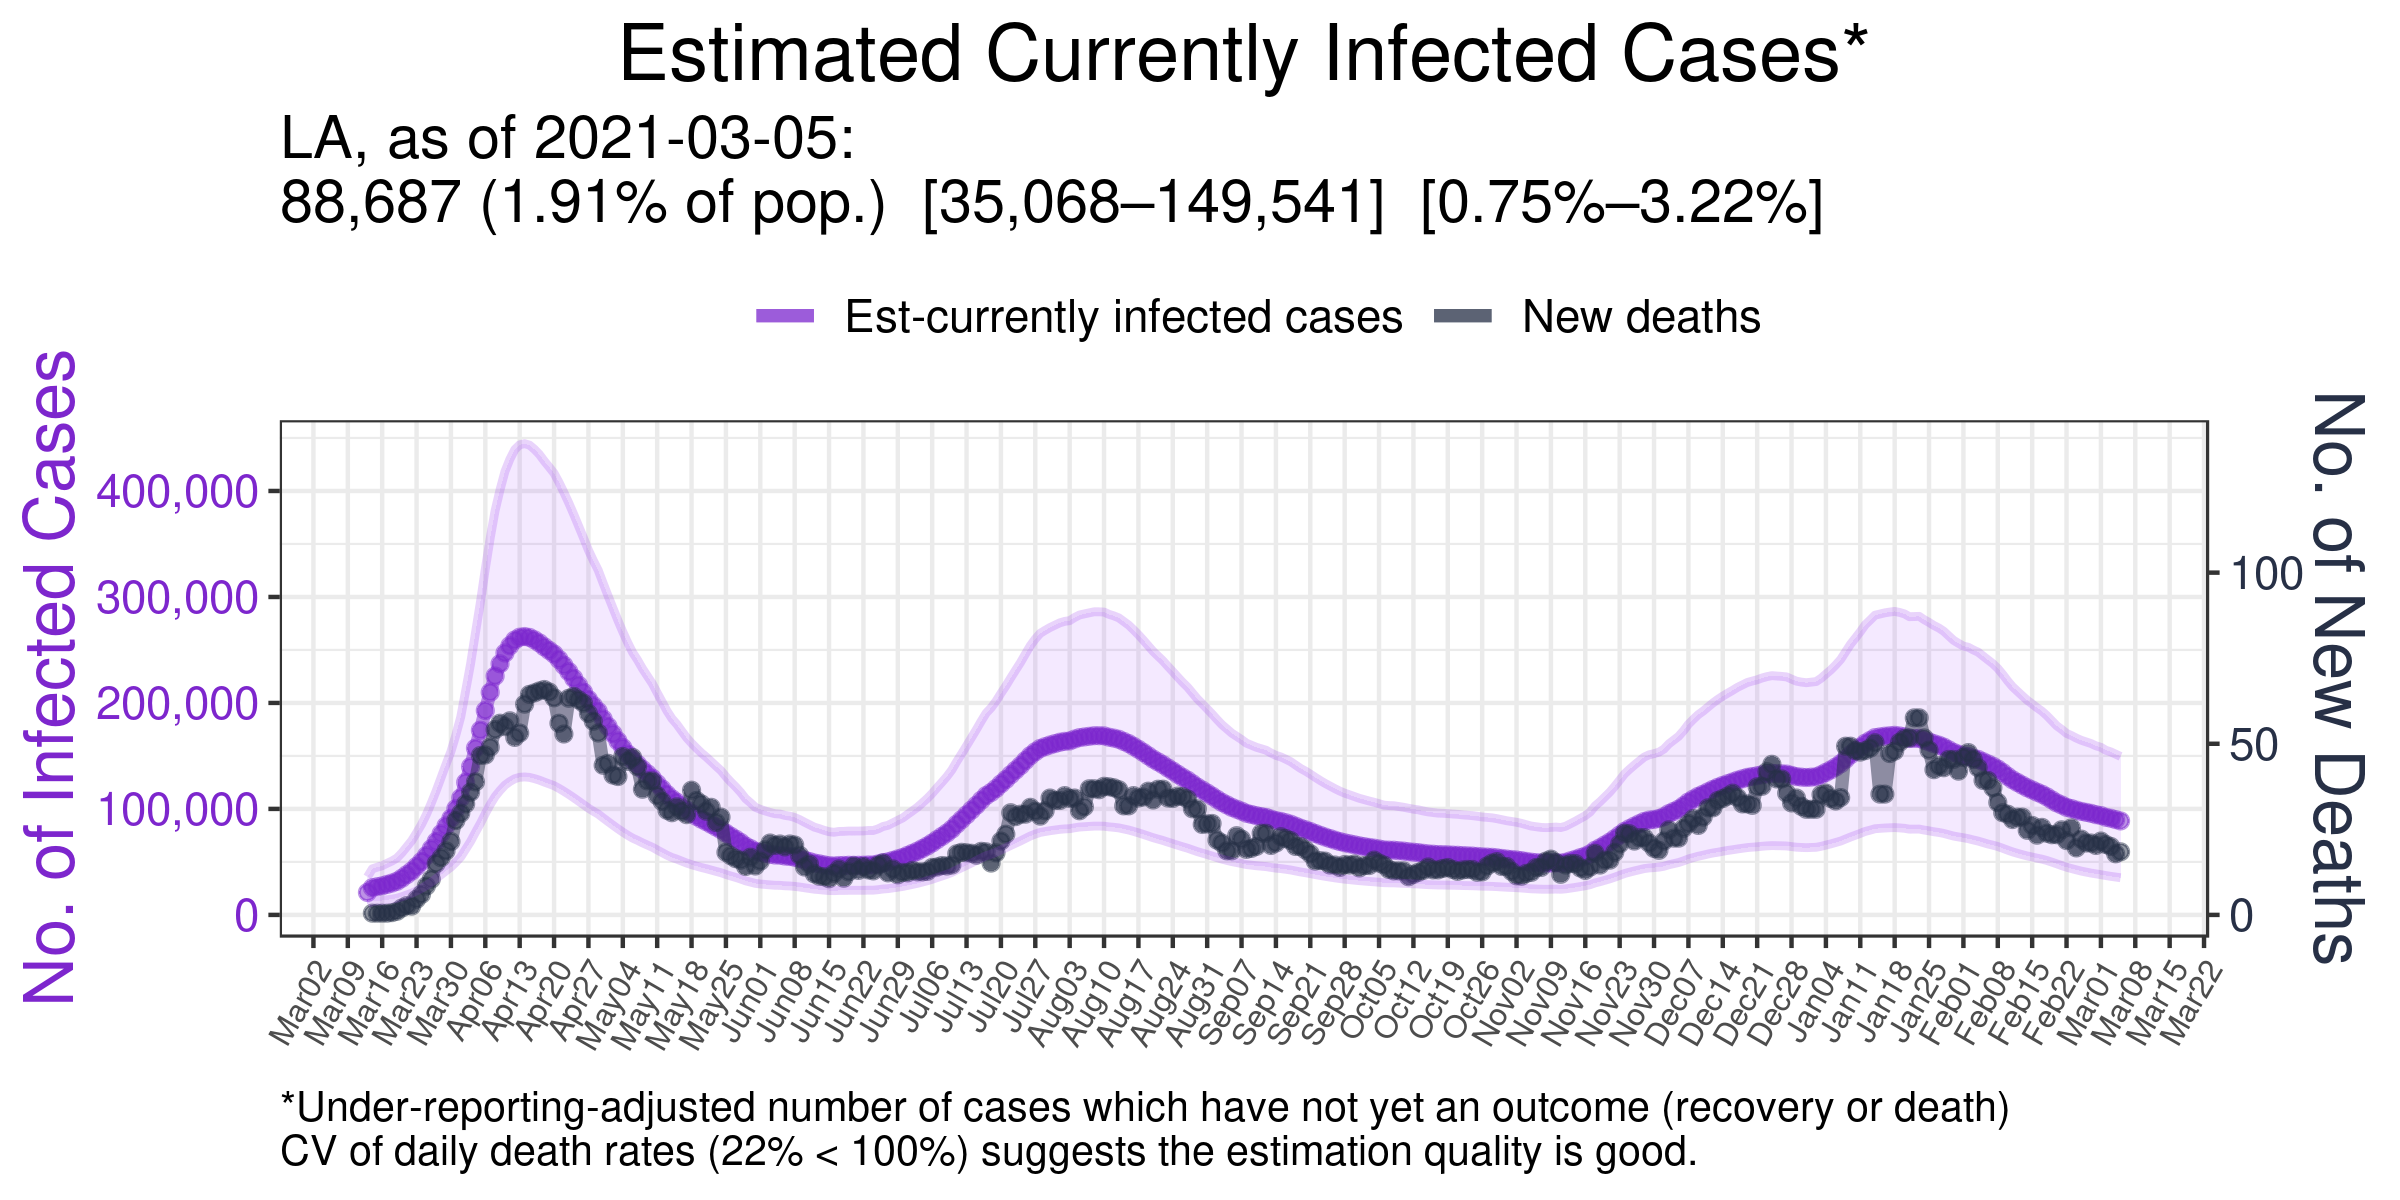 Estimated Currently Infected Cases*
LA, as of 2021-03-05:
88,687 (1.91% of pop.) [35,068–149,541] [0.75%–3.22%]
Est-currently infected cases
New deaths
No. of Infected Cases
400,000
300,000
200,000
100,000
0
No. of New Deaths
100
50
0
Mar02
Mar09
Mar16
Mar23
Mar30
Apr06
Apr13
Apr20
Apr27
May04
May11
May18
May25
Jun01
Jun08
Jun15
Jun22
Jun29
Jul06
Jul13
Jul20
Jul27
Aug03
Aug10
Aug17
Aug24
Aug31
Sep07
Sep14
Sep21
Sep28
Oct05
Oct12
Oct19
Oct26
Nov02
Nov09
Nov16
Nov23
Nov30
Dec07
Dec14
Dec21
Dec28
Jan04
Jan11
Jan18
Jan25
Feb01
Feb08
Feb15
Feb22
Mar01
Mar08
Mar15
Mar22
*Under-reporting-adjusted number of cases which have not yet an outcome (recovery or death)
CV of daily death rates (22% < 100%) suggests the estimation quality is good.